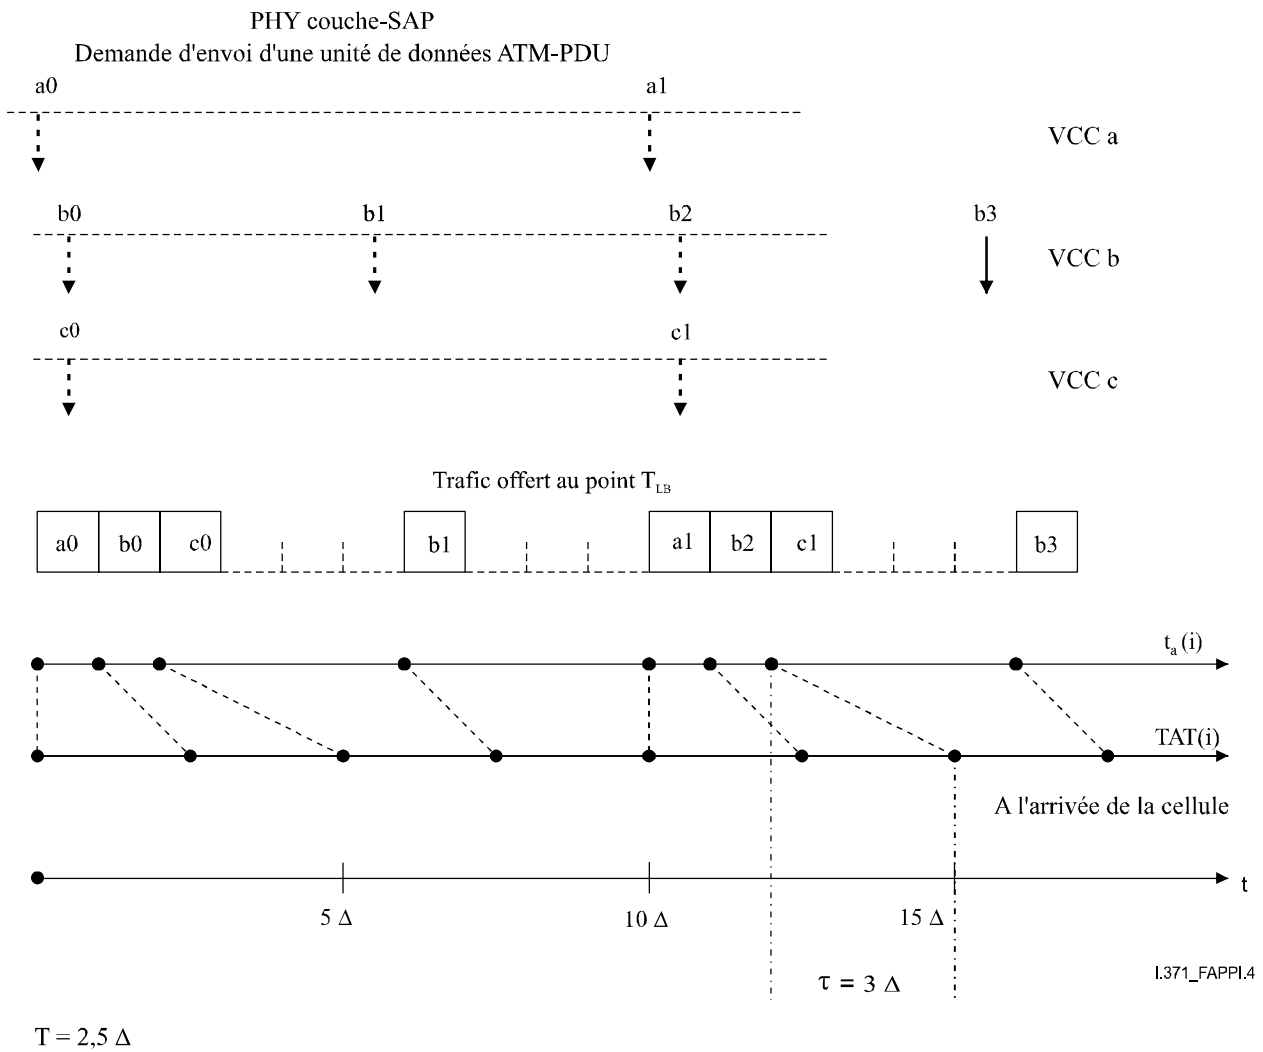 PHY couche-SAP
Demande d'envoi d'une unité de données ATM-PDU
a0 a1
VCC a
b0 b1 b2 b3
VCC b
c0 c1
VCC c
Trafic offert au point T_LB
a0 b0 c0 b1 a1 b2 c1 b3
t_a (i)
TAT(i)
A l'arrivée de la cellule
t
5 Δ 10 Δ 15 Δ
I.371_FAPPI.4
τ = 3 Δ
T = 2,5 Δ